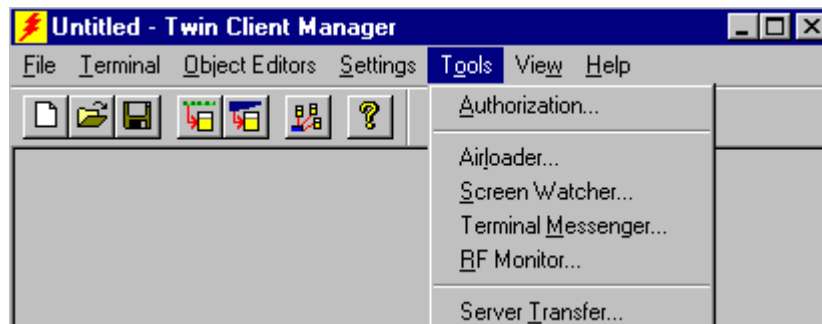 Untitled - Twin Client Manager
File Terminal Object Editors Settings Tools View Help
Authorization...
Airloader...
Screen Watcher...
Terminal Messenger...
RF Monitor...
Server Transfer...